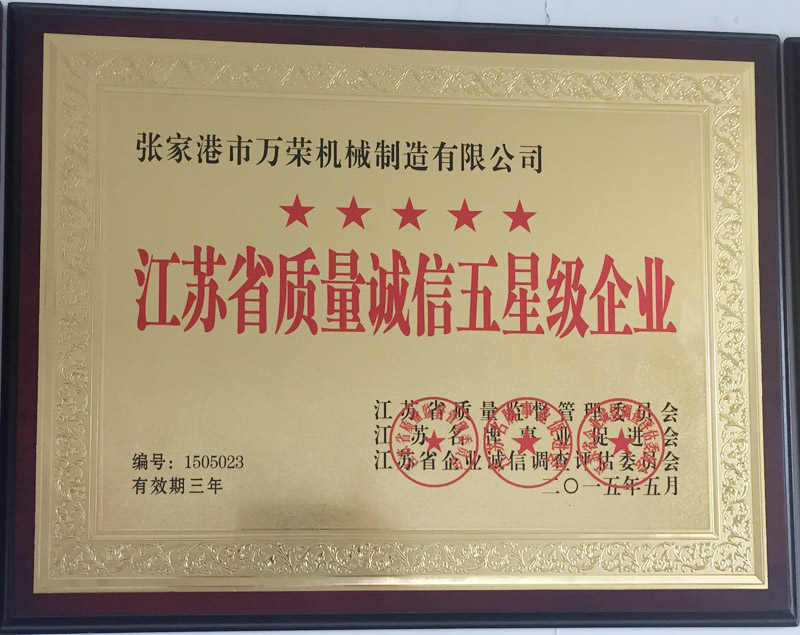 张家港市万荣机械制造有限公司
★★★★★
江苏省质量诚信五星级企业
江苏省质量监督管理委员会
江苏名牌事业促进会
江苏省企业诚信调查评估委员会
编号：1505023
二〇一五年五月
有效期三年